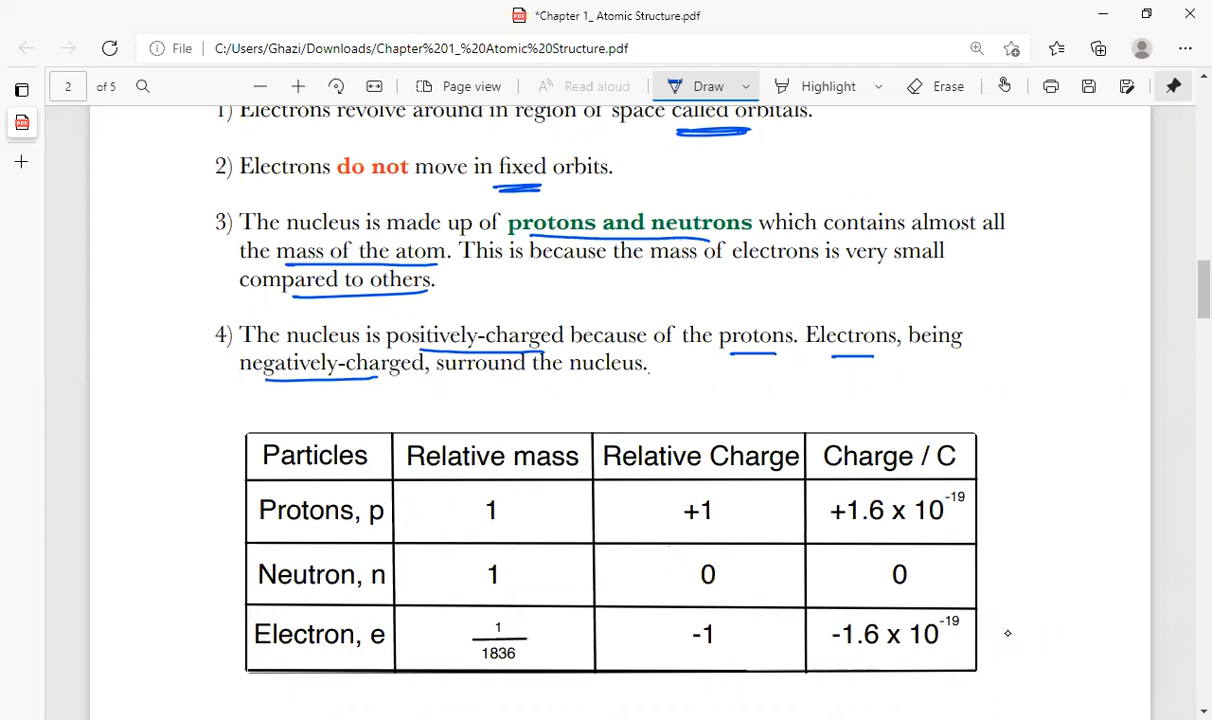 *Chapter 1_ Atomic Structure.pdf
File C:/Users/Ghazi/Downloads/Chapter%201_%20Atomic%20Structure.pdf
2 of 5 Page view Read aloud Draw Highlight Erase
1) Electrons revolve around in region of space called orbitals.
2) Electrons do not move in fixed orbits.
3) The nucleus is made up of protons and neutrons which contains almost all
the mass of the atom. This is because the mass of electrons is very small
compared to others.
4) The nucleus is positively-charged because of the protons. Electrons, being
negatively-charged, surround the nucleus.
Particles Relative mass Relative Charge Charge / C
Protons, p 1 +1 +1.6 x 10⁻¹⁹
Neutron, n 1 0 0
Electron, e 1/1836 -1 -1.6 x 10⁻¹⁹